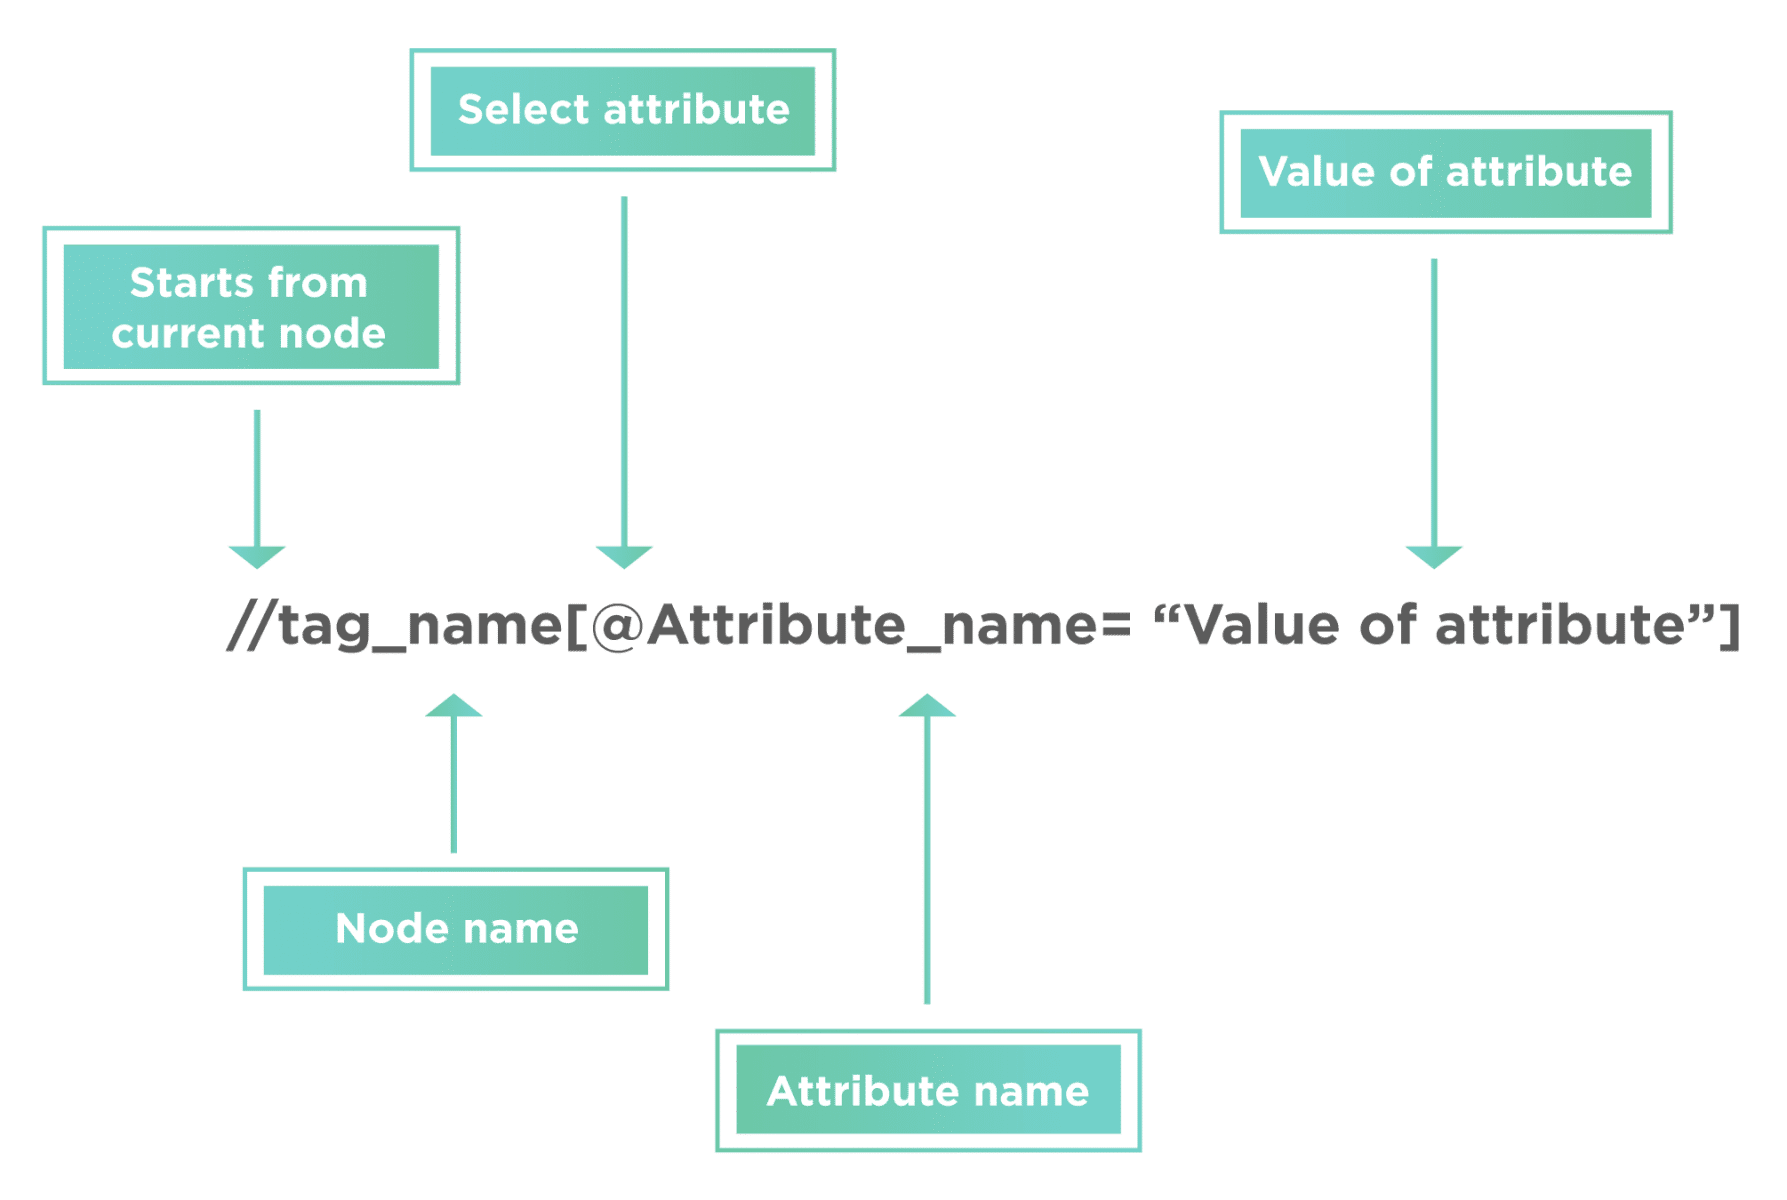 Select attribute
Value of attribute
Starts from
current node
//tag_name[@Attribute_name= “Value of attribute”]
Node name
Attribute name